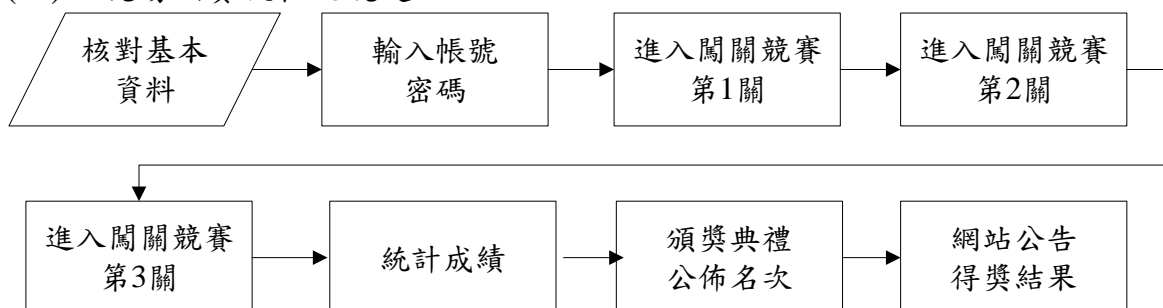 核對基本
資料
輸入帳號
密碼
進入闖關競賽
第1關
進入闖關競賽
第2關
進入闖關競賽
第3關
統計成績
頒獎典禮
公佈名次
網站公告
得獎結果